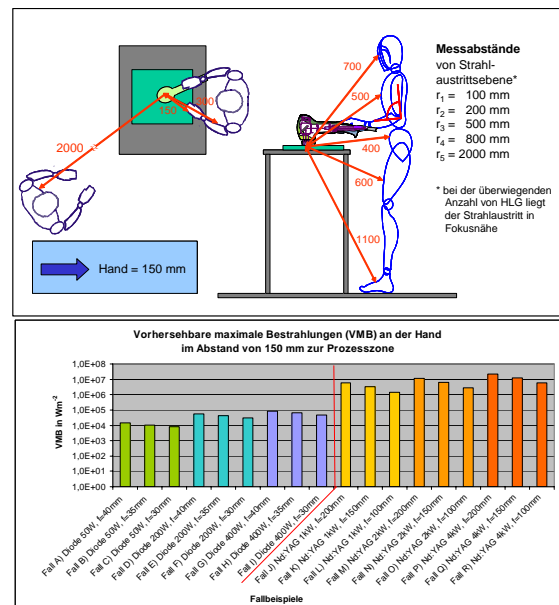 700
500
400
600
1100
300
150
2000
Hand = 150 mm
Messabstände
von Strahl-
austrittsebene*
r1 = 100 mm
r2 = 200 mm
r3 = 500 mm
r4 = 800 mm
r5 = 2000 mm
* bei der überwiegenden
Anzahl von HLG liegt
der Strahlaustritt in
Fokusnähe
Vorhersehbare maximale Bestrahlungen (VMB) an der Hand
im Abstand von 150 mm zur Prozesszone
VMB in Wm-2
1,0E+08
1,0E+07
1,0E+06
1,0E+05
1,0E+04
1,0E+03
1,0E+02
1,0E+01
1,0E+00
Fall A) Diode 50W, f=40mm
Fall B) Diode 50W, f=35mm
Fall C) Diode 50W, f=30mm
Fall D) Diode 200W, f=40mm
Fall E) Diode 200W, f=35mm
Fall F) Diode 200W, f=30mm
Fall G) Diode 400W, f=40mm
Fall H) Diode 400W, f=35mm
Fall I) Diode 400W, f=30mm
Fall J) Nd:YAG 1kW, f=200mm
Fall K) Nd:YAG 1kW, f=150mm
Fall L) Nd:YAG 1kW, f=100mm
Fall M) Nd:YAG 2kW, f=200mm
Fall N) Nd:YAG 2kW, f=150mm
Fall O) Nd:YAG 2kW, f=100mm
Fall P) Nd:YAG 4kW, f=200mm
Fall Q) Nd:YAG 4kW, f=150mm
Fall R) Nd:YAG 4kW, f=100mm
Fallbeispiele